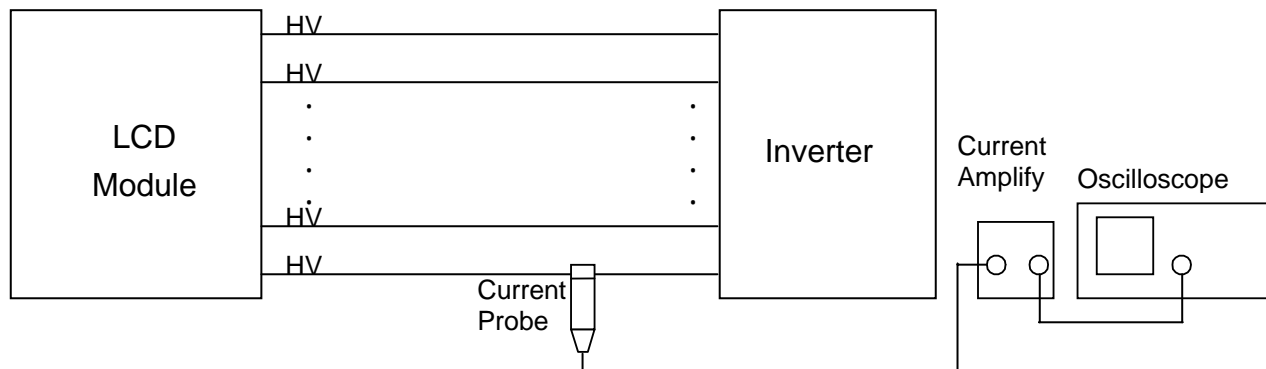 HV
HV
LCD
Module
Inverter
HV
HV
Current
Probe
Current
Amplify
Oscilloscope